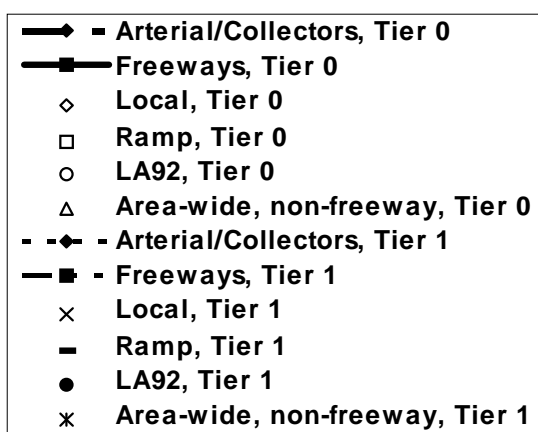 Arterial/Collectors, Tier 0
Freeways, Tier 0
Local, Tier 0
Ramp, Tier 0
LA92, Tier 0
Area-wide, non-freeway, Tier 0
Arterial/Collectors, Tier 1
Freeways, Tier 1
Local, Tier 1
Ramp, Tier 1
LA92, Tier 1
Area-wide, non-freeway, Tier 1